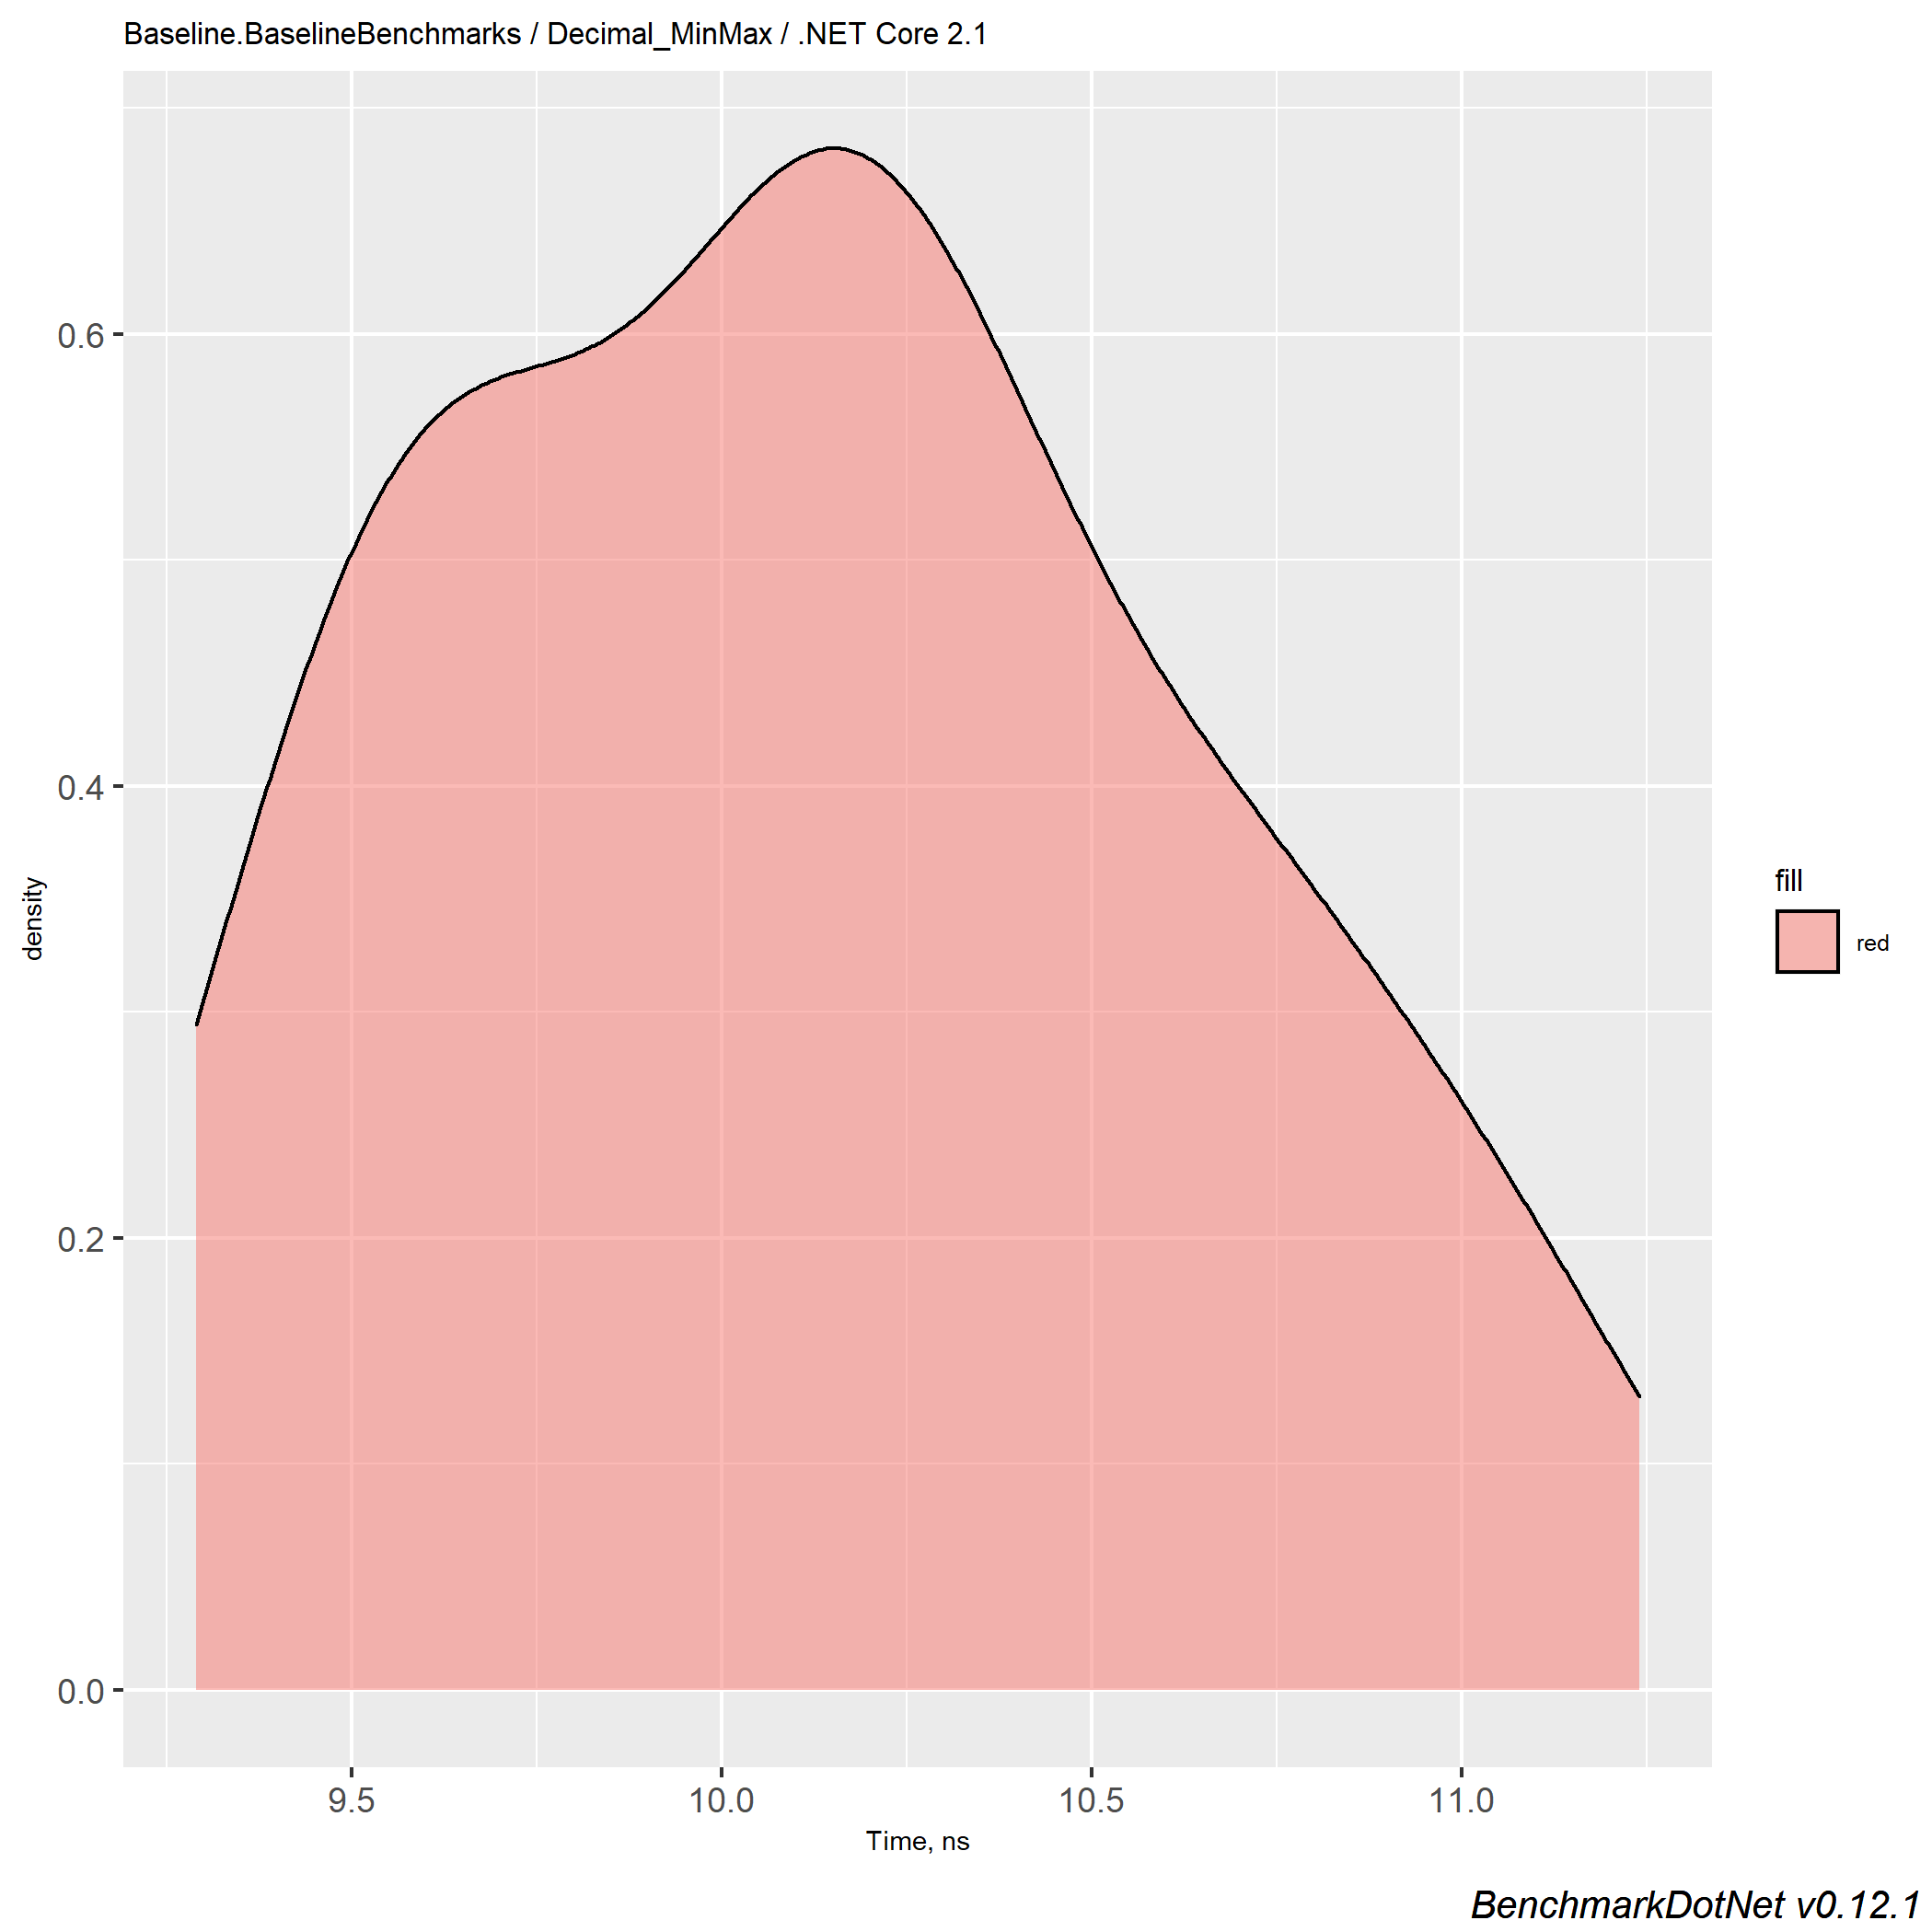 Baseline.BaselineBenchmarks / Decimal_MinMax / .NET Core 2.1
0.6
0.4
0.2
0.0
density
9.5 10.0 10.5 11.0
Time, ns
fill
red
BenchmarkDotNet v0.12.1